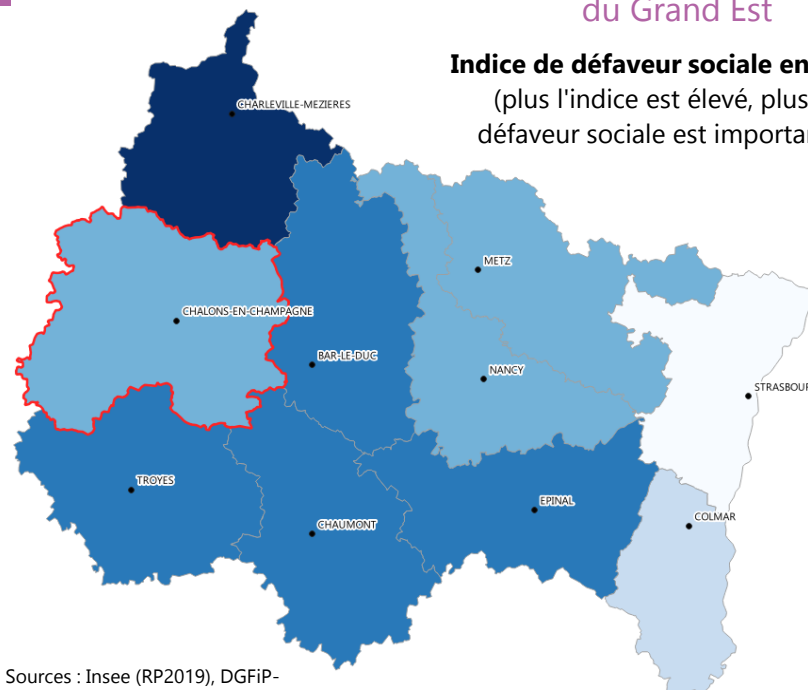 du Grand Est
Indice de défaveur sociale en
(plus l'indice est élevé, plus
défaveur sociale est importan
CHARLEVILLE-MEZIERES
METZ
CHALONS-EN-CHAMPAGNE
BAR-LE-DUC
NANCY
STRASBOUR
TROYES
EPINAL
COLMAR
CHAUMONT
Sources : Insee (RP2019), DGFiP-